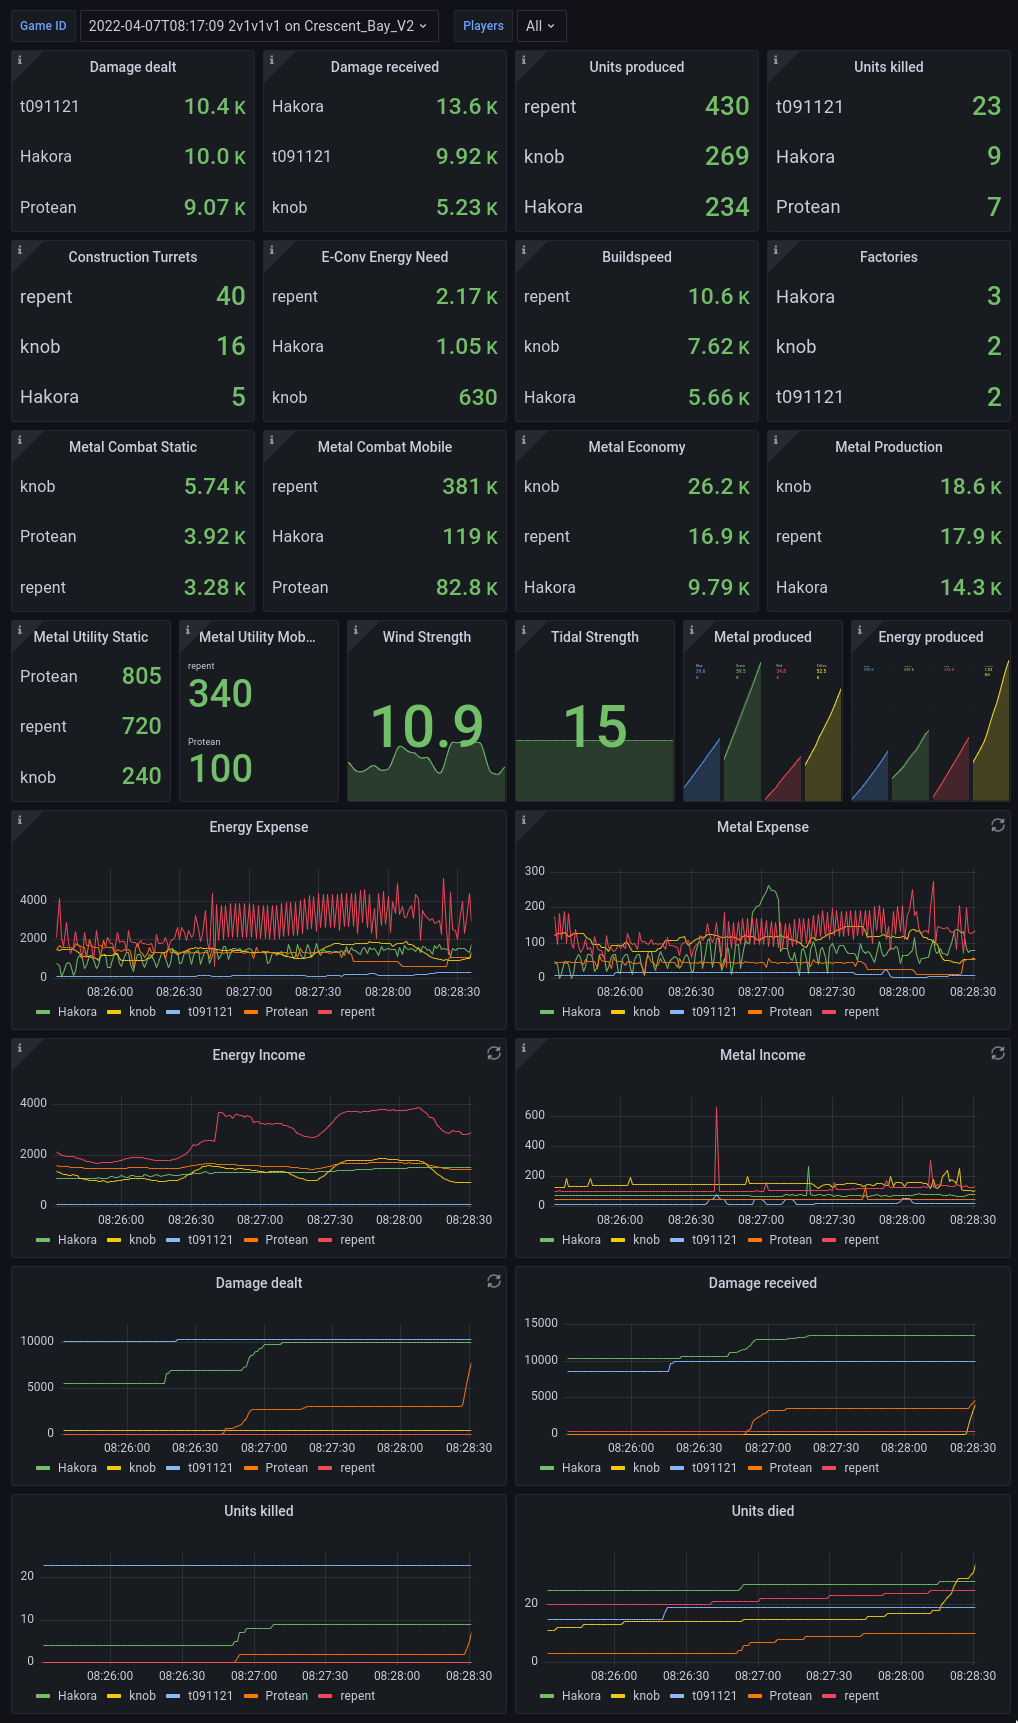 Game ID 2022-04-07T08:17:09 2v1v1v1 on Crescent_Bay_V2 Players All
Damage dealt
t091121 10.4 K
Hakora 10.0 K
Protean 9.07 K
Damage received
Hakora 13.6 K
t091121 9.92 K
knob 5.23 K
Units produced
repent 430
knob 269
Hakora 234
Units killed
t091121 23
Hakora 9
Protean 7
Construction Turrets
repent 40
knob 16
Hakora 5
E-Conv Energy Need
repent 2.17 K
Hakora 1.05 K
knob 630
Buildspeed
repent 10.6 K
knob 7.62 K
Hakora 5.66 K
Factories
Hakora 3
knob 2
t091121 2
Metal Combat Static
knob 5.74 K
Protean 3.92 K
repent 3.28 K
Metal Combat Mobile
repent 381 K
Hakora 119 K
Protean 82.8 K
Metal Economy
knob 26.2 K
repent 16.9 K
Hakora 9.79 K
Metal Production
knob 18.6 K
repent 17.9 K
Hakora 14.3 K
Metal Utility Static
Protean 805
repent 720
knob 240
Metal Utility Mob...
repent
340
Protean
100
Wind Strength
10.9
Tidal Strength
15
Metal produced
Energy produced
Energy Expense
4000
2000
0
08:26:00 08:26:30 08:27:00 08:27:30 08:28:00 08:28:30
Hakora knob t091121 Protean repent
Metal Expense
300
200
100
0
08:26:00 08:26:30 08:27:00 08:27:30 08:28:00 08:28:30
Hakora knob t091121 Protean repent
Energy Income
4000
2000
0
08:26:00 08:26:30 08:27:00 08:27:30 08:28:00 08:28:30
Hakora knob t091121 Protean repent
Metal Income
600
400
200
0
08:26:00 08:26:30 08:27:00 08:27:30 08:28:00 08:28:30
Hakora knob t091121 Protean repent
Damage dealt
10000
5000
0
08:26:00 08:26:30 08:27:00 08:27:30 08:28:00 08:28:30
Hakora knob t091121 Protean repent
Damage received
15000
10000
5000
0
08:26:00 08:26:30 08:27:00 08:27:30 08:28:00 08:28:30
Hakora knob t091121 Protean repent
Units killed
20
10
0
08:26:00 08:26:30 08:27:00 08:27:30 08:28:00 08:28:30
Hakora knob t091121 Protean repent
Units died
20
0
08:26:00 08:26:30 08:27:00 08:27:30 08:28:00 08:28:30
Hakora knob t091121 Protean repent